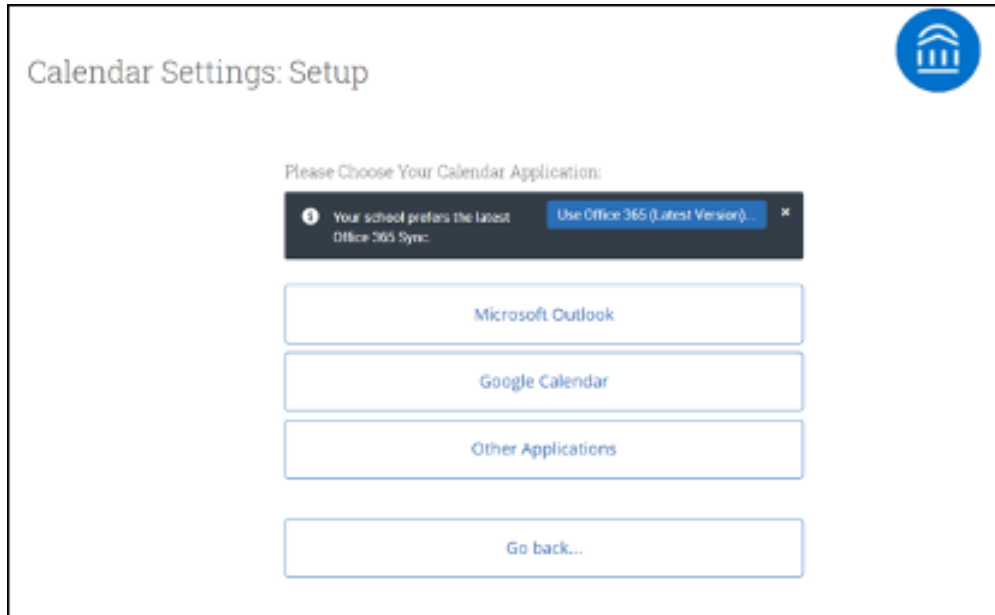 Calendar Settings: Setup
Please Choose Your Calendar Application:
Your school prefers the latest
Office 365 Sync.
Use Office 365 (Latest Version)...
×
Microsoft Outlook
Google Calendar
Other Applications
Go back...